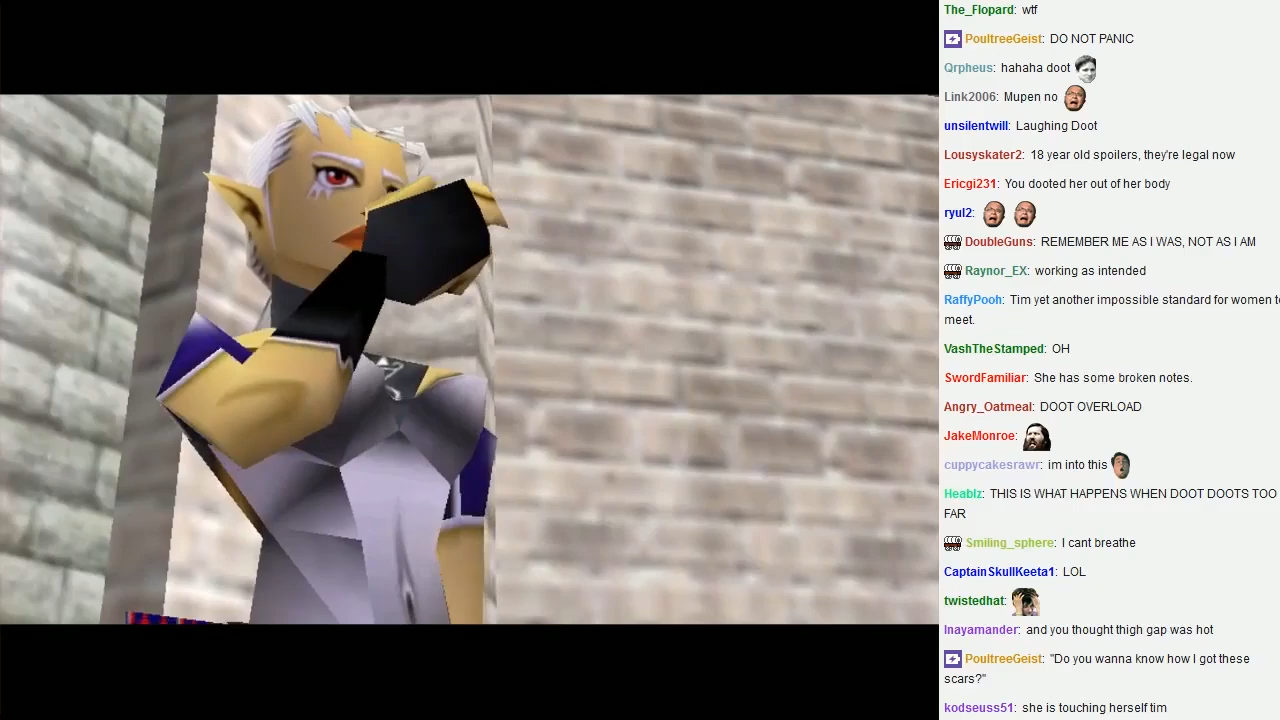 The_Flopard: wtf
PoultreeGeist: DO NOT PANIC
Qrpheus: hahaha doot
Link2006: Mupen no
unsilentwill: Laughing Doot
Lousyskater2: 18 year old spoilers, they're legal now
Ericgi231: You dooted her out of her body
ryul2:
DoubleGuns: REMEMBER ME AS I WAS, NOT AS I AM
Raynor_EX: working as intended
RaffyPooh: Tim yet another impossible standard for women to
meet.
VashTheStamped: OH
SwordFamiliar: She has some broken notes.
Angry_Oatmeal: DOOT OVERLOAD
JakeMonroe:
cuppycakesrawr: im into this
Heablz: THIS IS WHAT HAPPENS WHEN DOOT DOOTS TOO
FAR
Smiling_sphere: I cant breathe
CaptainSkullKeeta1: LOL
twistedhat:
Inayamander: and you thought thigh gap was hot
PoultreeGeist: "Do you wanna know how I got these
scars?"
kodseuss51: she is touching herself tim